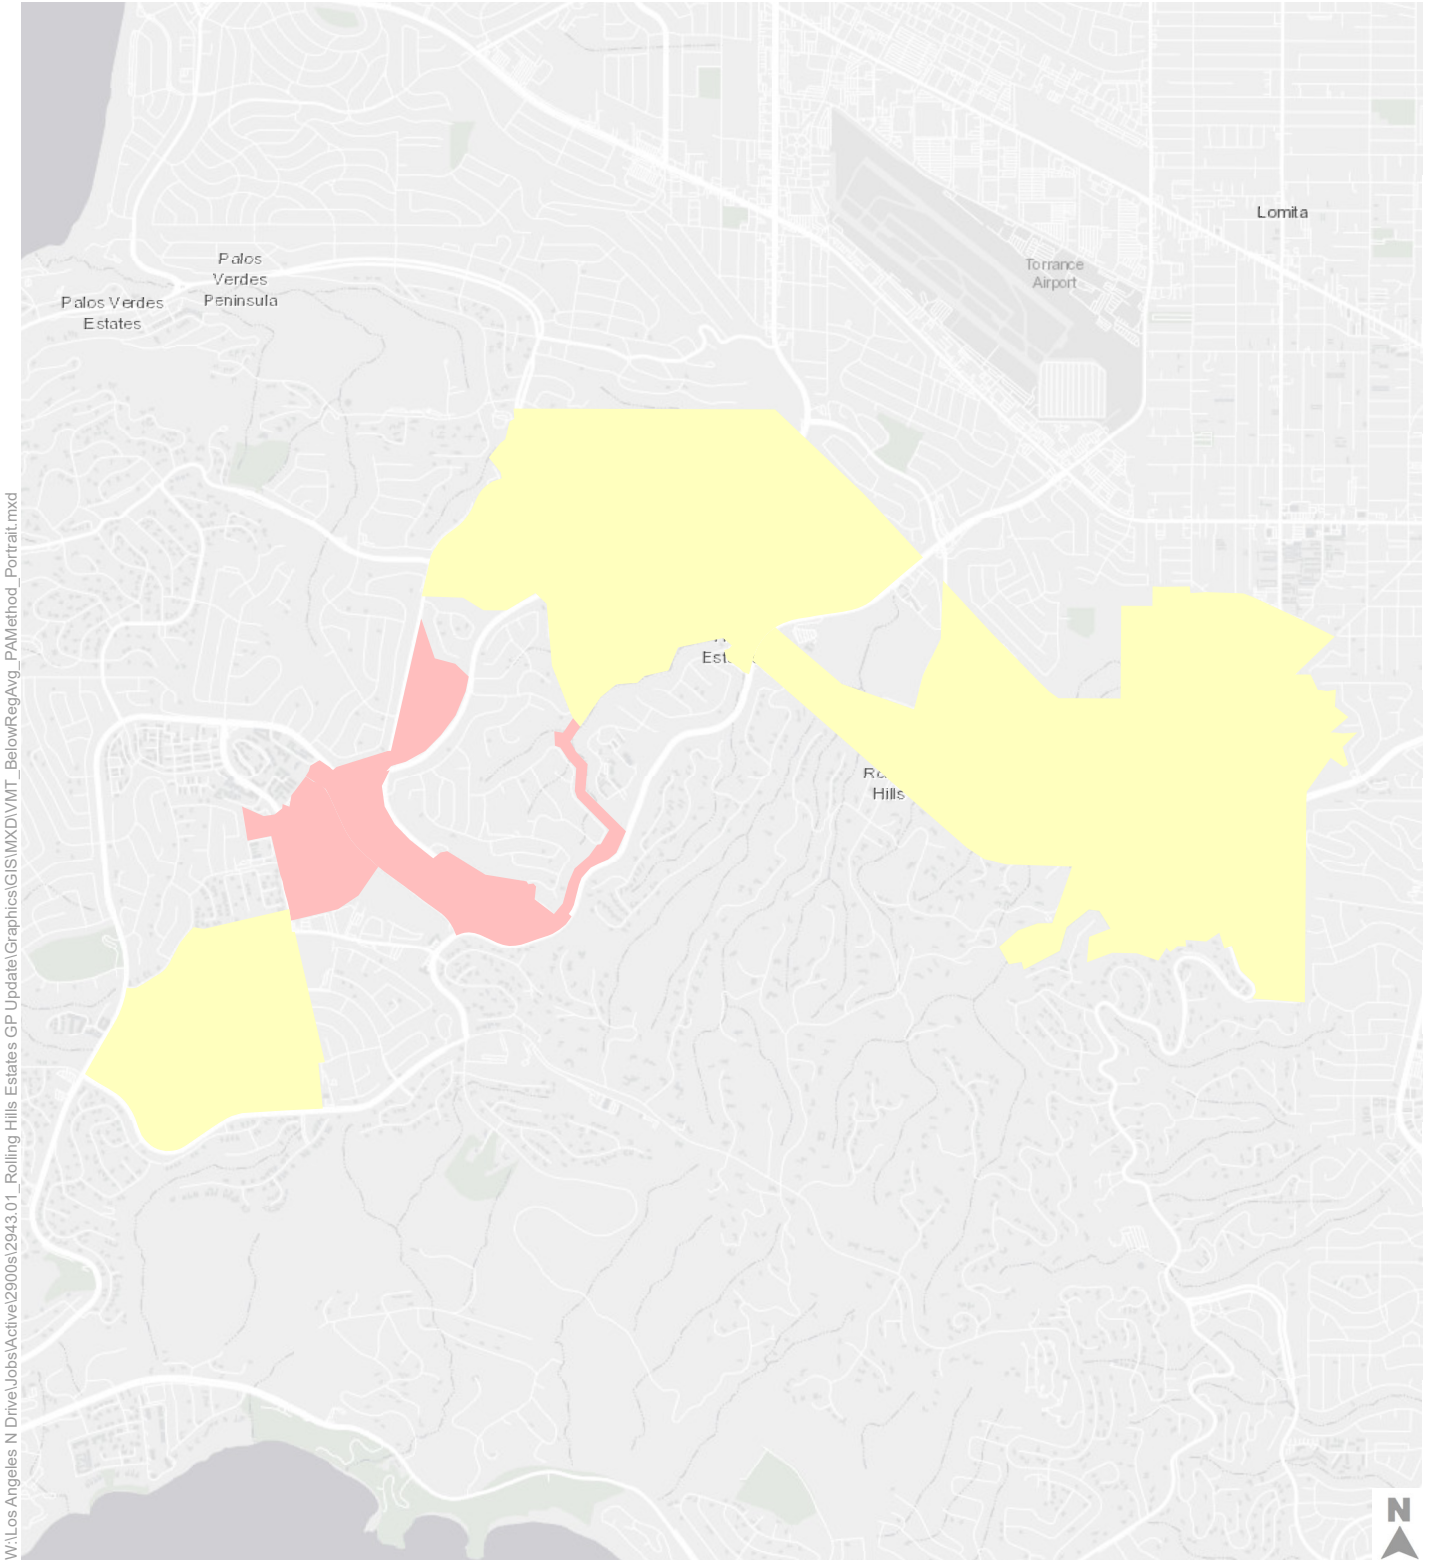 Lomita
Palos
Verdes
Peninsula
Torrance
Airport
Palos Verdes
Estates
Hills
N
W:\Los Angeles N Drive\Jobs\Active\2900s\2943.01_Rolling Hills Estates GP Update\Graphics\GIS\MXD\VMT_BelowRegAvg_PAMethod_Portrait.mxd